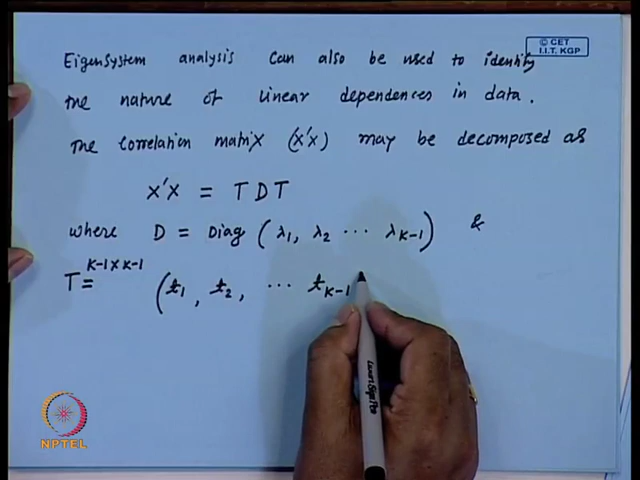 © CET
I.I.T. KGP
EigenSystem analysis can also be used to identify
the nature of linear dependences in data.
The correlation matrix (x'x) may be decomposed as
x'x = T D T
where D = Diag (λ1, λ2 ... λK-1) &
T K-1 x K-1 = (t1, t2, ... tK-1
NPTEL